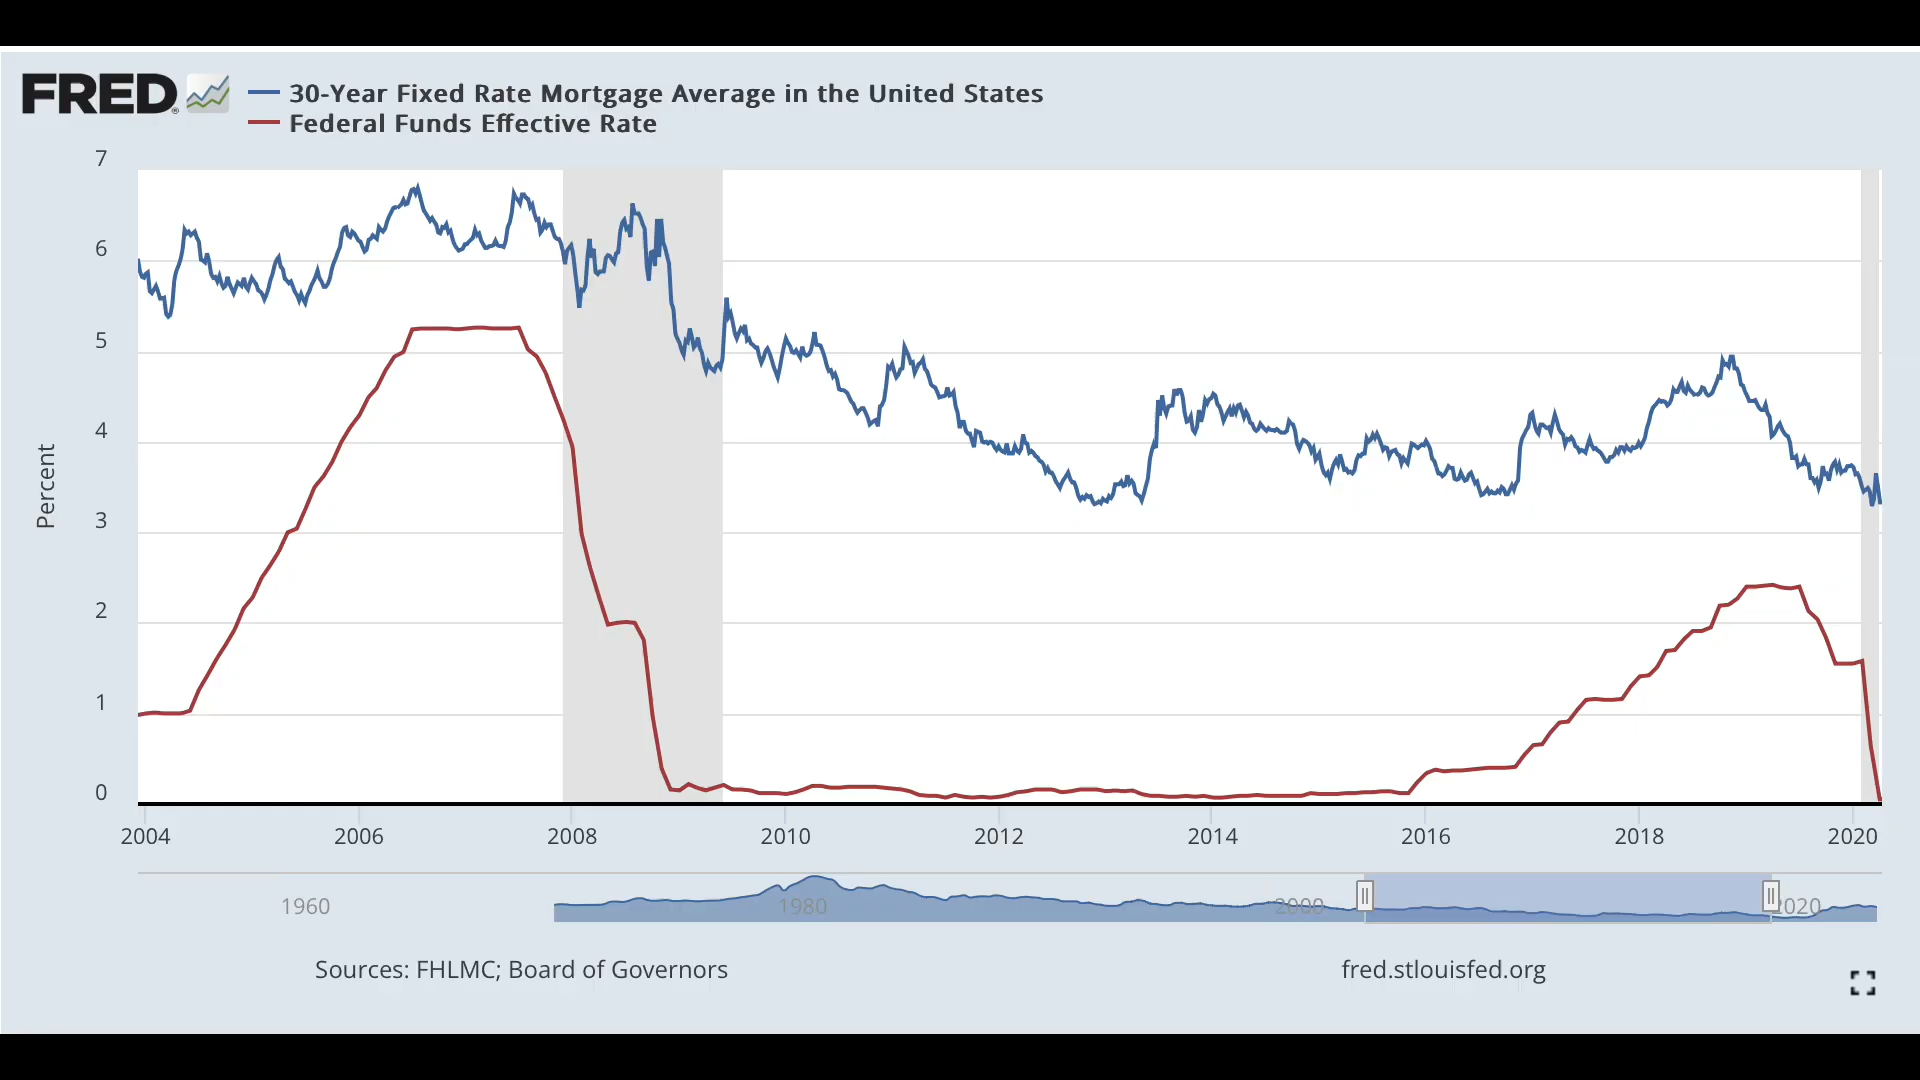 FRED® 30-Year Fixed Rate Mortgage Average in the United States
Federal Funds Effective Rate
Percent
7
6
5
4
3
2
1
0
2004 2006 2008 2010 2012 2014 2016 2018 2020
1960 1980 2000 2020
Sources: FHLMC; Board of Governors fred.stlouisfed.org